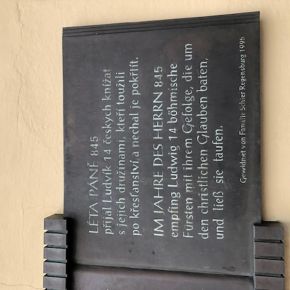 LÉTA PÁNĚ 845
přijal Ludvík 14 českých knížat
s jejich družinami, kteří toužili
po křesťanství a nechal je pokřtít.
IM JAHRE DES HERRN 845
empfing Ludwig 14 böhmische
Fürsten mit ihrem Gefolge, die um
den christlichen Glauben baten,
und ließ sie taufen.
Gewidmet von Familie Schier Regensburg 1995